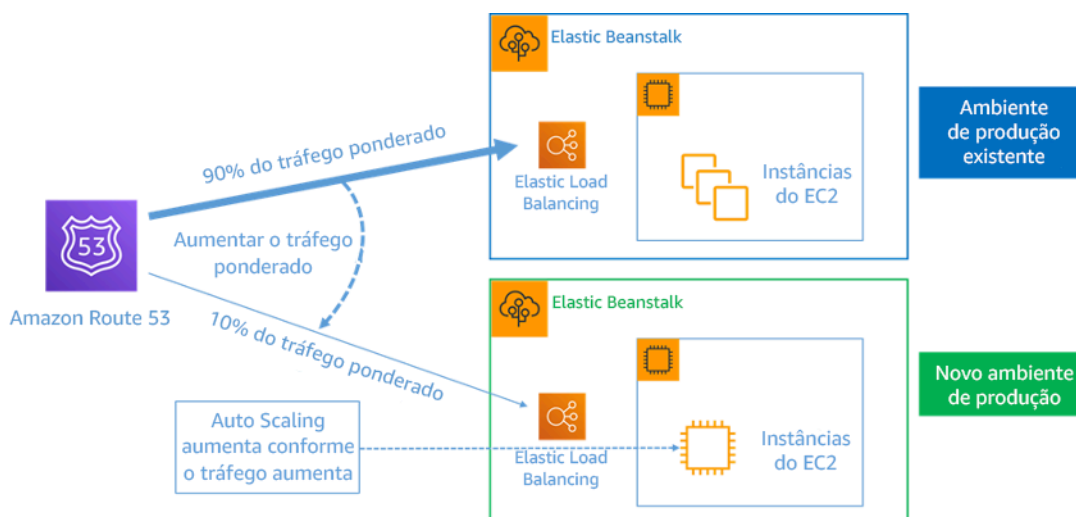 Elastic Beanstalk
90% do tráfego ponderado
Elastic Load
Balancing
Instâncias
do EC2
Ambiente
de produção
existente
53
Amazon Route 53
Aumentar o tráfego
ponderado
10% do tráfego ponderado
Elastic Beanstalk
Auto Scaling
aumenta conforme
o tráfego aumenta
Elastic Load
Balancing
Instâncias
do EC2
Novo ambiente
de produção